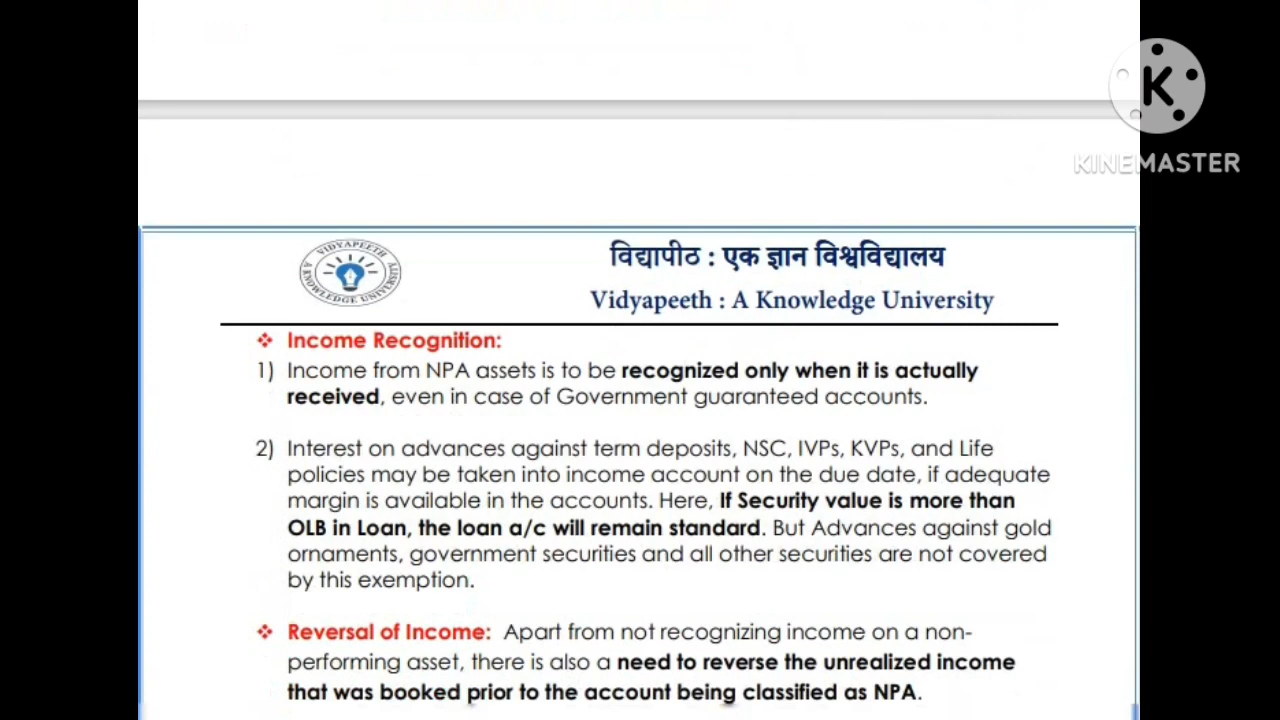 K
KINEMASTER
VIDYAPEETH
A KNOWLEDGE UNIVERSITY
विद्यापीठ : एक ज्ञान विश्वविद्यालय
Vidyapeeth : A Knowledge University
❖ Income Recognition:
1) Income from NPA assets is to be recognized only when it is actually
received, even in case of Government guaranteed accounts.
2) Interest on advances against term deposits, NSC, IVPs, KVPs, and Life
policies may be taken into income account on the due date, if adequate
margin is available in the accounts. Here, If Security value is more than
OLB in Loan, the loan a/c will remain standard. But Advances against gold
ornaments, government securities and all other securities are not covered
by this exemption.
❖ Reversal of Income: Apart from not recognizing income on a non-
performing asset, there is also a need to reverse the unrealized income
that was booked prior to the account being classified as NPA.